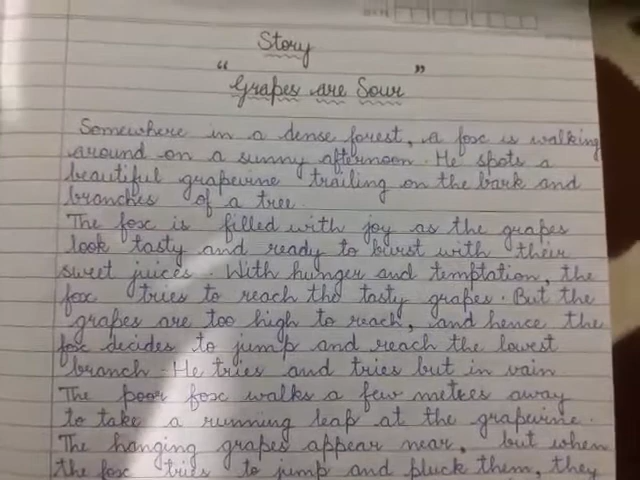 Story
" Grapes are Sour "
Somewhere in a dense forest, a fox is walking
around on a sunny afternoon. He spots a
beautiful grapevine trailing on the bark and
branches of a tree.
The fox is filled with joy as the grapes
look tasty and ready to burst with their
sweet juices. With hunger and temptation, the
fox tries to reach the tasty grapes. But the
grapes are too high to reach, and hence the
fox decides to jump and reach the lowest
branch. He tries and tries but in vain
The poor fox walks a few metres away
to take a running leap at the grapevine.
The hanging grapes appear near, but when
the fox tries to jump and pluck them, they